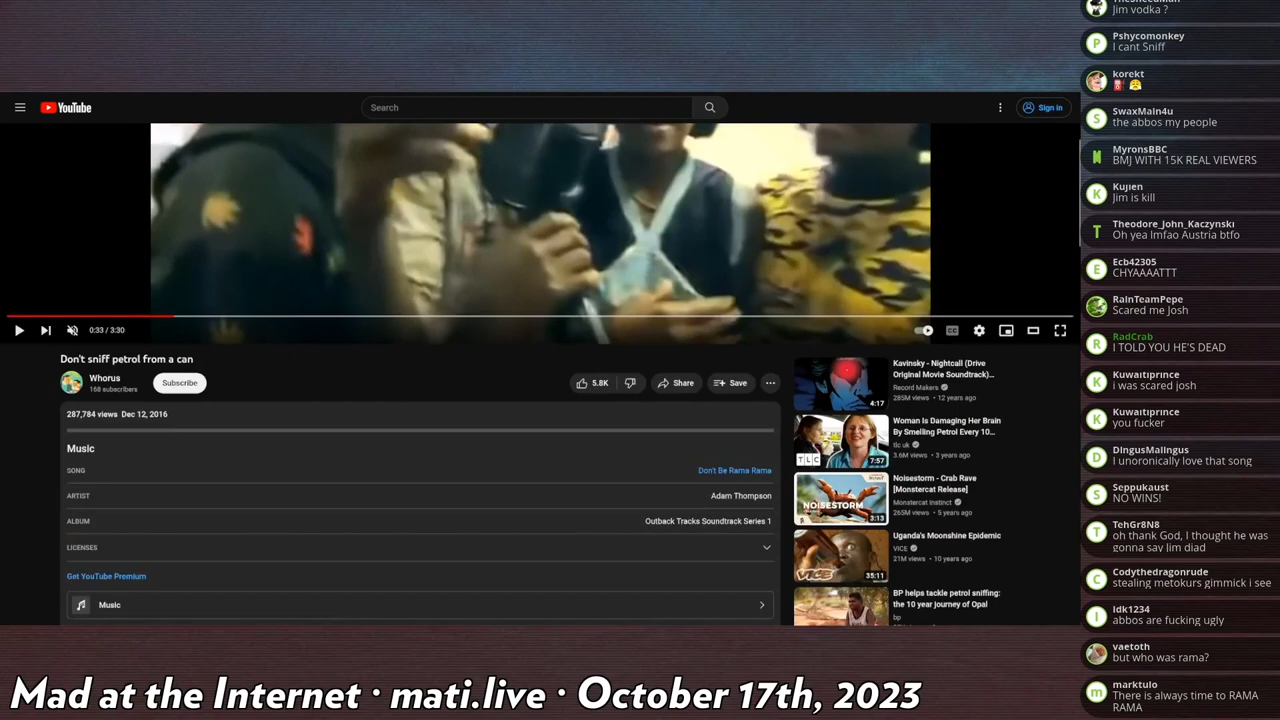 YouTube
Search
Sign in
0:33 / 3:30
Don't sniff petrol from a can
Whorus
168 subscribers
Subscribe
5.8K
Share
Save
287,784 views Dec 12, 2016
Music
SONG
Don't Be Rama Rama
ARTIST
Adam Thompson
ALBUM
Outback Tracks Soundtrack Series 1
LICENSES
Get YouTube Premium
Music
Kavinsky - Nightcall (Drive
Original Movie Soundtrack)...
Record Makers
285M views • 12 years ago
4:17
Woman Is Damaging Her Brain
By Smelling Petrol Every 10...
tlc uk
3.6M views • 3 years ago
TLC
7:57
Noisestorm - Crab Rave
[Monstercat Release]
Monstercat Instinct
265M views • 5 years ago
NOISESTORM
3:13
Uganda's Moonshine Epidemic
VICE
21M views • 10 years ago
VICE
35:11
BP helps tackle petrol sniffing:
the 10 year journey of Opal
bp
Jim vodka ?
Pshycomonkey
I cant Sniff
korekt
SwaxMaIn4u
the abbos my people
MyronsBBC
BMJ WITH 15K REAL VIEWERS
Kujien
Jim is kill
Theodore_John_Kaczynski
Oh yea lmfao Austria btfo
Ecb42305
CHYAAAATTT
RaInTeamPepe
Scared me Josh
RadCrab
I TOLD YOU HE'S DEAD
Kuwaitiprince
i was scared josh
Kuwaitiprince
you fucker
DIngusMalIngus
I unoronically love that song
Seppukaust
NO WINS!
TehGr8N8
oh thank God, I thought he was
gonna say Jim diad
Codythedragonrude
stealing metokurs gimmick i see
Idk1234
abbos are fucking ugly
vaetoth
but who was rama?
marktulo
There is always time to RAMA
RAMA
Mad at the Internet · mati.live · October 17th, 2023